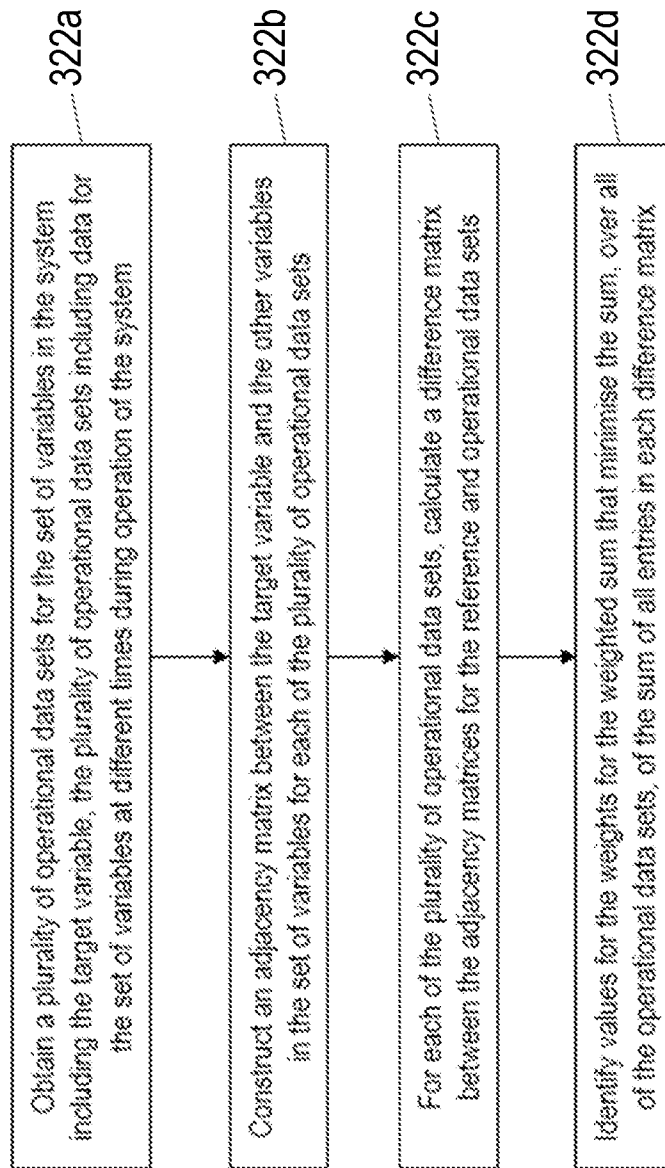 Obtain a plurality of operational data sets for the set of variables in the system
including the target variable, the plurality of operational data sets including data for
the set of variables at different times during operation of the system
322a
Construct an adjacency matrix between the target variable and the other variables
in the set of variables for each of the plurality of operational data sets
322b
For each of the plurality of operational data sets, calculate a difference matrix
between the adjacency matrices for the reference and operational data sets
322c
Identify values for the weights for the weighted sum that minimise the sum, over all
of the operational data sets, of the sum of all entries in each difference matrix
322d